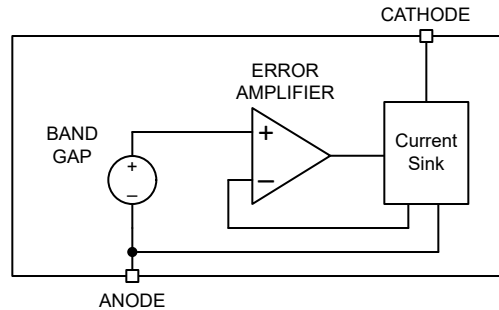 CATHODE
ERROR
AMPLIFIER
BAND
GAP
+
−
+
−
Current
Sink
ANODE